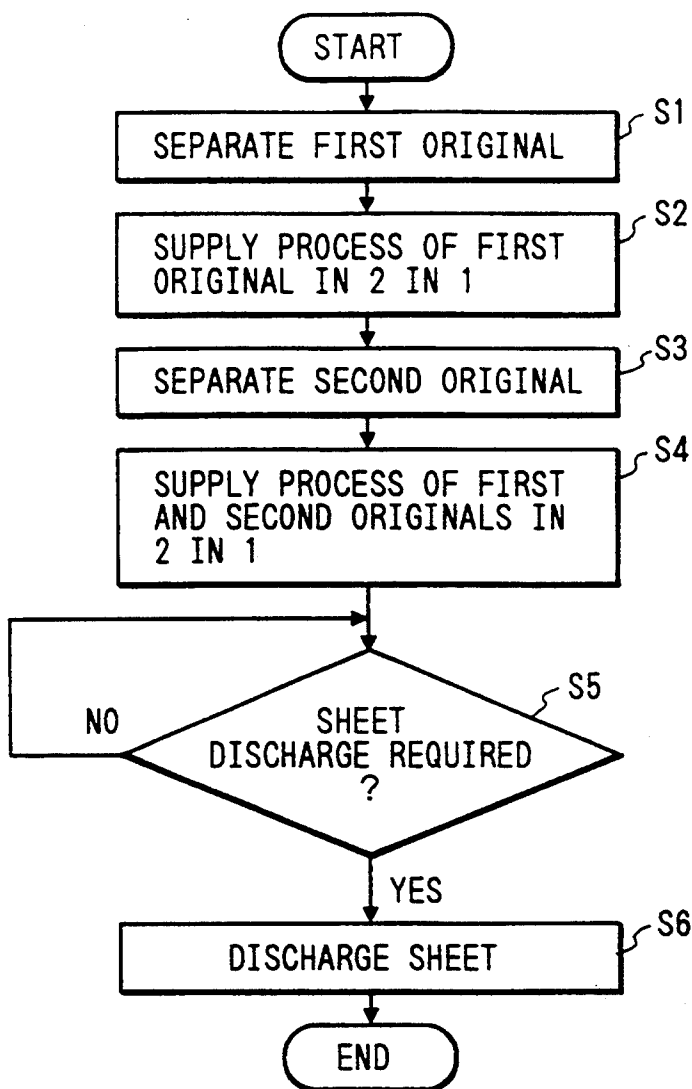 START
S1
SEPARATE FIRST ORIGINAL
S2
SUPPLY PROCESS OF FIRST
ORIGINAL IN 2 IN 1
S3
SEPARATE SECOND ORIGINAL
S4
SUPPLY PROCESS OF FIRST
AND SECOND ORIGINALS IN
2 IN 1
S5
NO
SHEET
DISCHARGE REQUIRED
?
YES
S6
DISCHARGE SHEET
END